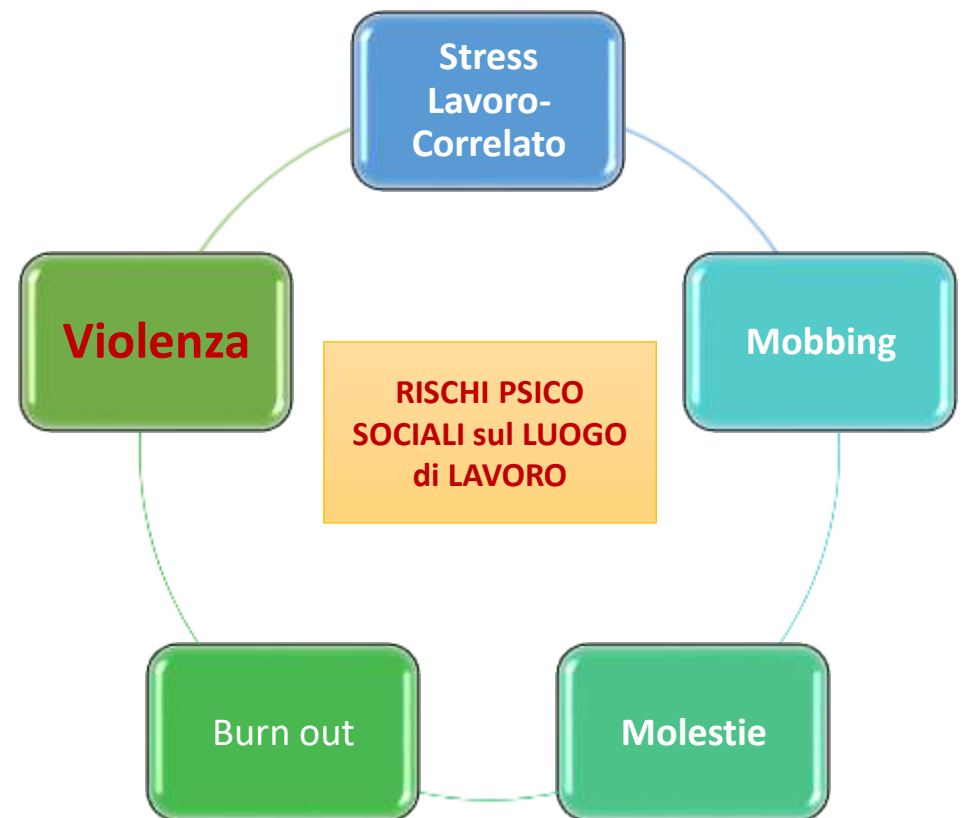 Stress
Lavoro-
Correlato
Violenza
Mobbing
RISCHI PSICO
SOCIALI sul LUOGO
di LAVORO
Burn out
Molestie